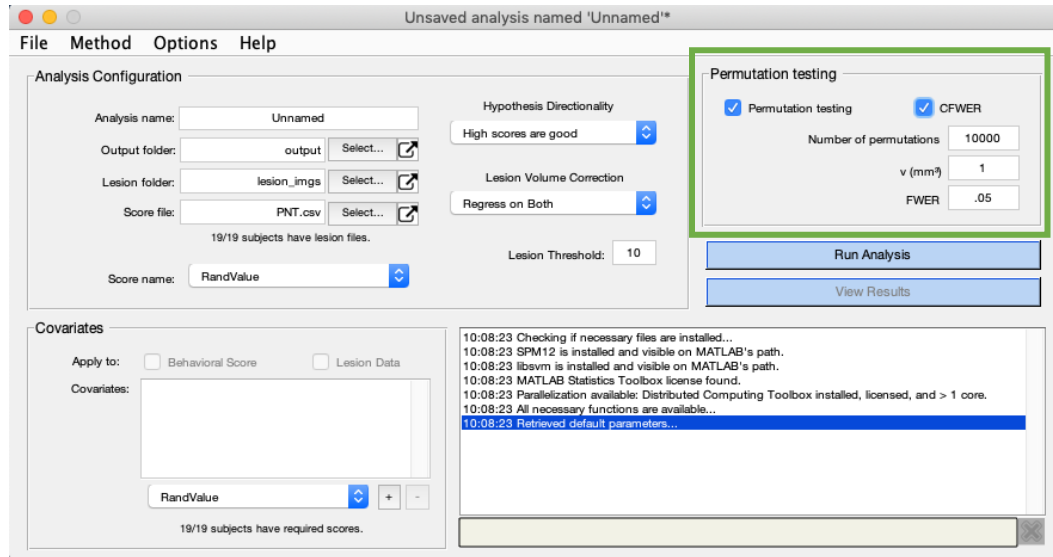 Unsaved analysis named 'Unnamed'*
File Method Options Help
Analysis Configuration
Analysis name: Unnamed
Output folder: output Select...
Lesion folder: lesion_imgs Select...
Score file: PNT.csv Select...
19/19 subjects have lesion files.
Score name: RandValue
Hypothesis Directionality
High scores are good
Lesion Volume Correction
Regress on Both
Lesion Threshold: 10
Permutation testing
Permutation testing CFWER
Number of permutations 10000
v (mm³) 1
FWER .05
Run Analysis
View Results
Covariates
Apply to: Behavioral Score Lesion Data
Covariates:
RandValue + -
19/19 subjects have required scores.
10:08:23 Checking if necessary files are installed...
10:08:23 SPM12 is installed and visible on MATLAB's path.
10:08:23 libsvm is installed and visible on MATLAB's path.
10:08:23 MATLAB Statistics Toolbox license found.
10:08:23 Parallelization available: Distributed Computing Toolbox installed, licensed, and > 1 core.
10:08:23 All necessary functions are available...
10:08:23 Retrieved default parameters...